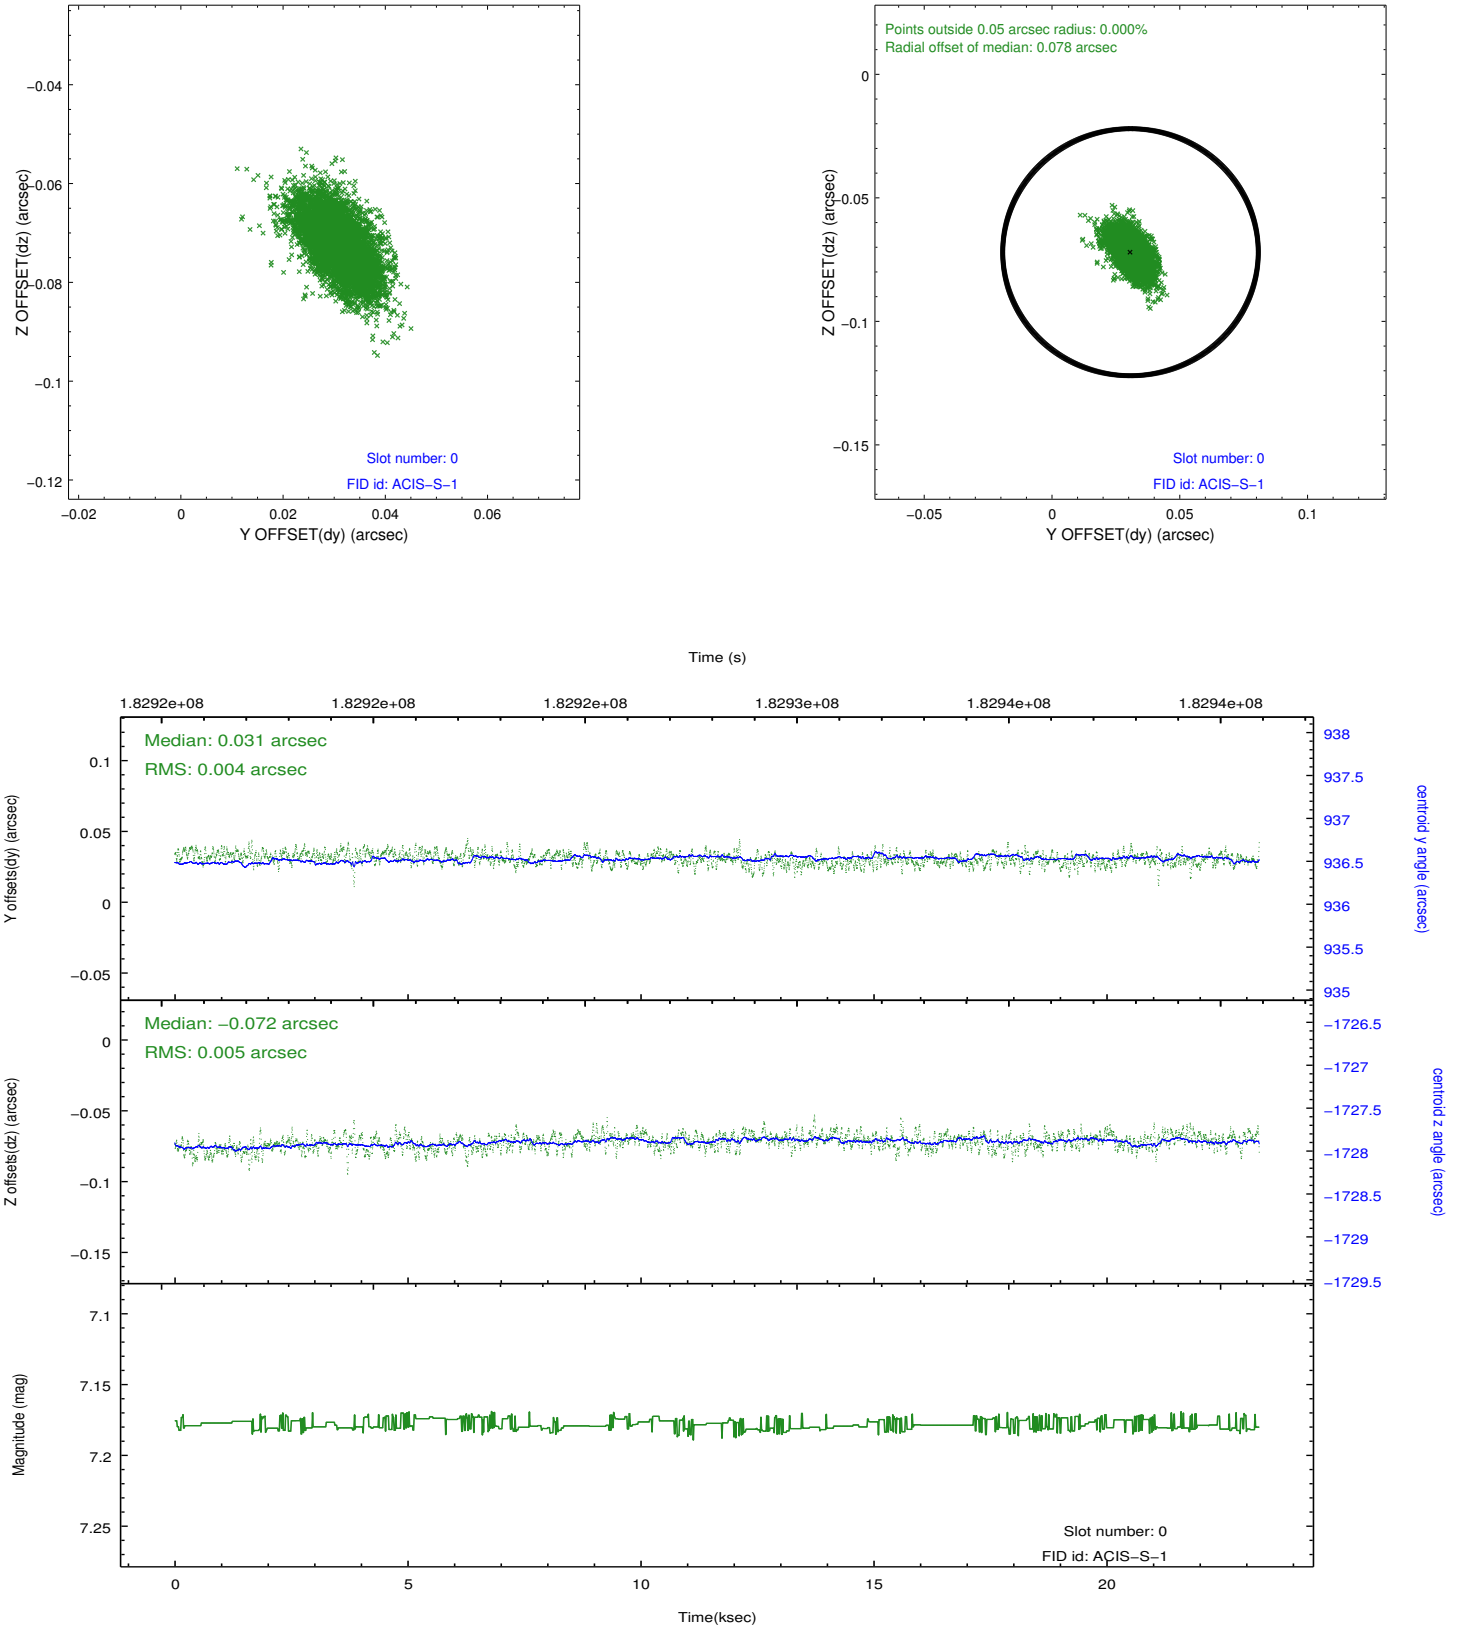 −0.04
−0.06
−0.08
−0.1
−0.12
Z OFFSET(dz) (arcsec)
Slot number: 0
FID id: ACIS−S−1
−0.02
0
0.02
0.04
0.06
Y OFFSET(dy) (arcsec)
Points outside 0.05 arcsec radius: 0.000%
Radial offset of median: 0.078 arcsec
0
−0.05
−0.1
−0.15
Z OFFSET(dz) (arcsec)
Slot number: 0
FID id: ACIS−S−1
−0.05
0
0.05
0.1
Y OFFSET(dy) (arcsec)
Time (s)
1.8292e+08
1.8292e+08
1.8292e+08
1.8293e+08
1.8294e+08
1.8294e+08
Median: 0.031 arcsec
RMS: 0.004 arcsec
0.1
0.05
0
−0.05
Y offsets(dy) (arcsec)
938
937.5
937
936.5
936
935.5
935
centroid y angle (arcsec)
Median: −0.072 arcsec
RMS: 0.005 arcsec
0
−0.05
−0.1
−0.15
Z offsets(dz) (arcsec)
−1726.5
−1727
−1727.5
−1728
−1728.5
−1729
−1729.5
centroid z angle (arcsec)
7.1
7.15
7.2
7.25
Magnitude (mag)
Slot number: 0
FID id: ACIS−S−1
0
5
10
15
20
Time(ksec)